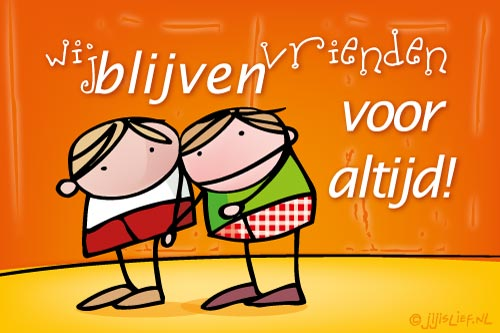 wij blijven vrienden
voor
altijd!
© JIJISLIEF.NL